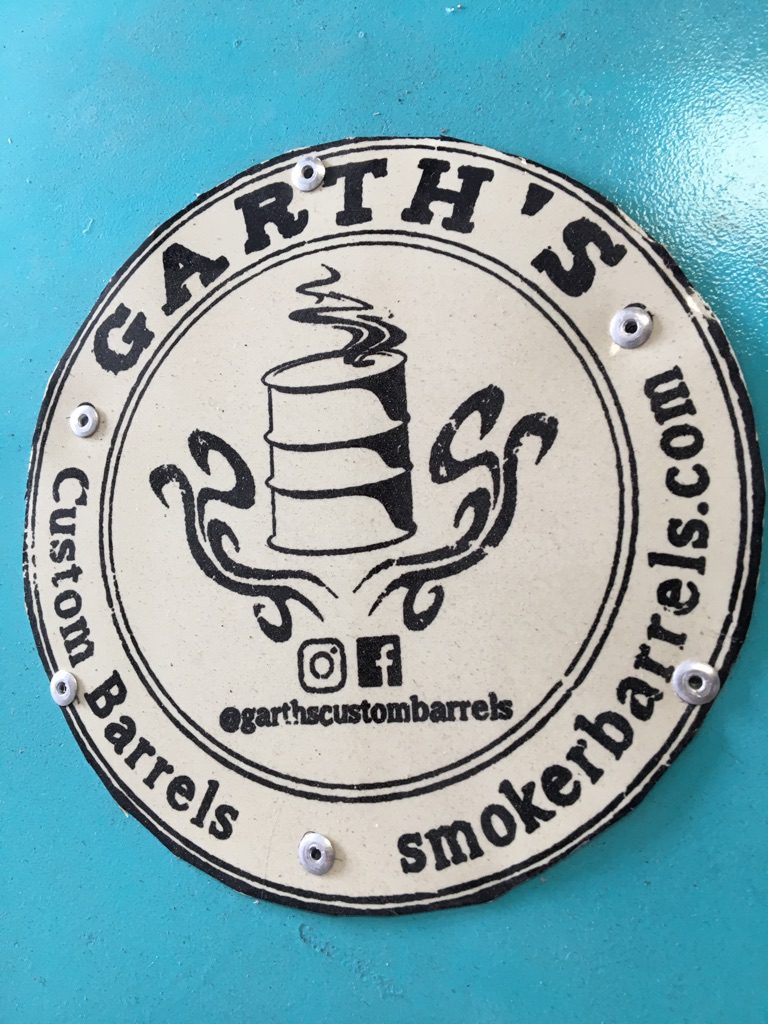 GARTH'S
Custom Barrels
smokerbarrels.com
@garthscustombarrels